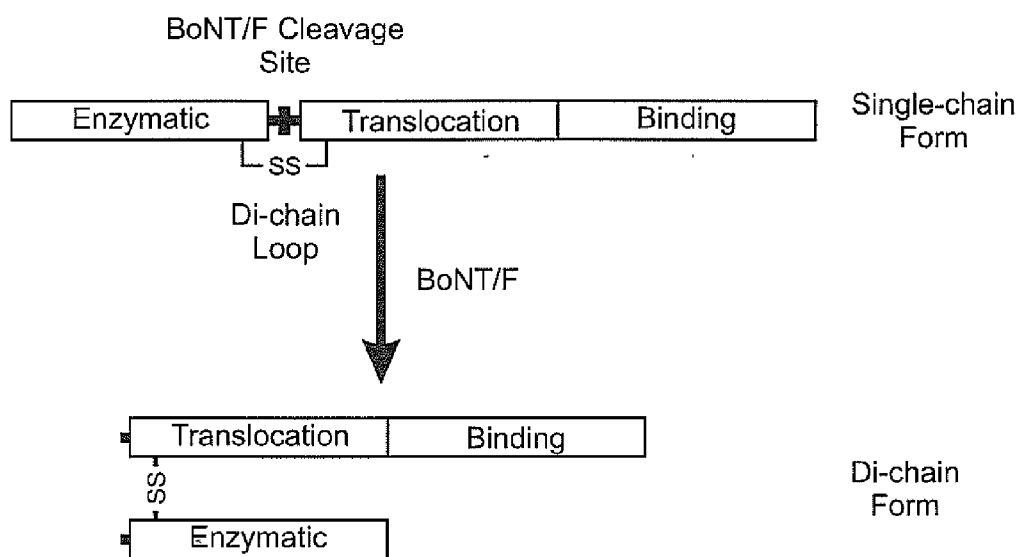 BoNT/F Cleavage
Site
Enzymatic
Translocation
Binding
Single-chain
Form
SS
Di-chain
Loop
BoNT/F
Translocation
Binding
SS
Di-chain
Form
Enzymatic